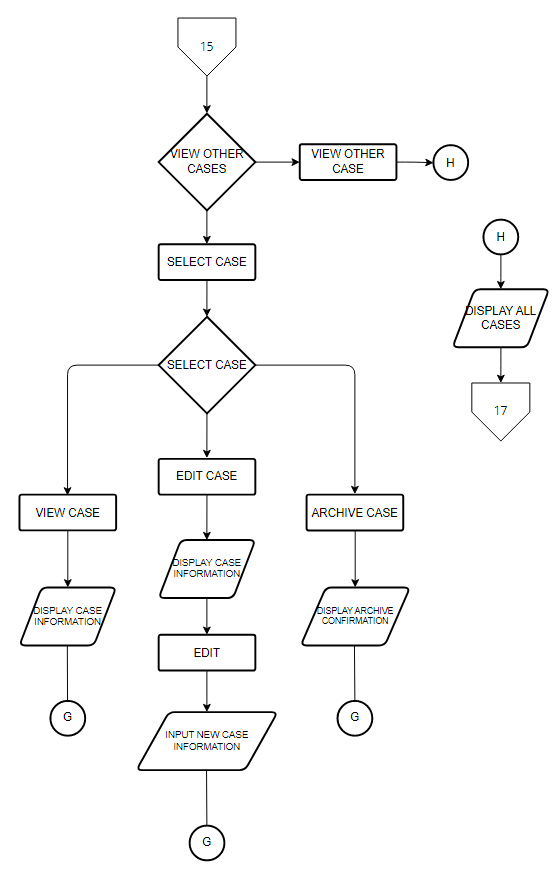 15
VIEW OTHER
CASES
VIEW OTHER
CASE
H
SELECT CASE
H
DISPLAY ALL
CASES
17
SELECT CASE
VIEW CASE
EDIT CASE
ARCHIVE CASE
DISPLAY CASE
INFORMATION
DISPLAY CASE
INFORMATION
DISPLAY ARCHIVE
CONFIRMATION
EDIT
G
G
INPUT NEW CASE
INFORMATION
G